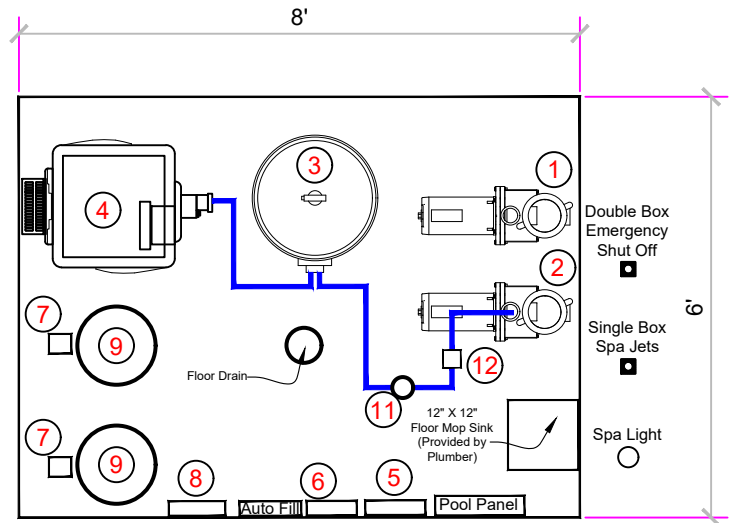 8'
1
3
4
Double Box
Emergency
Shut Off
2
6'
7
9
Single Box
Spa Jets
12
Floor Drain
11
12" X 12"
Floor Mop Sink
(Provided by
Plumber)
Spa Light
7
9
8
Auto Fill
6
5
Pool Panel